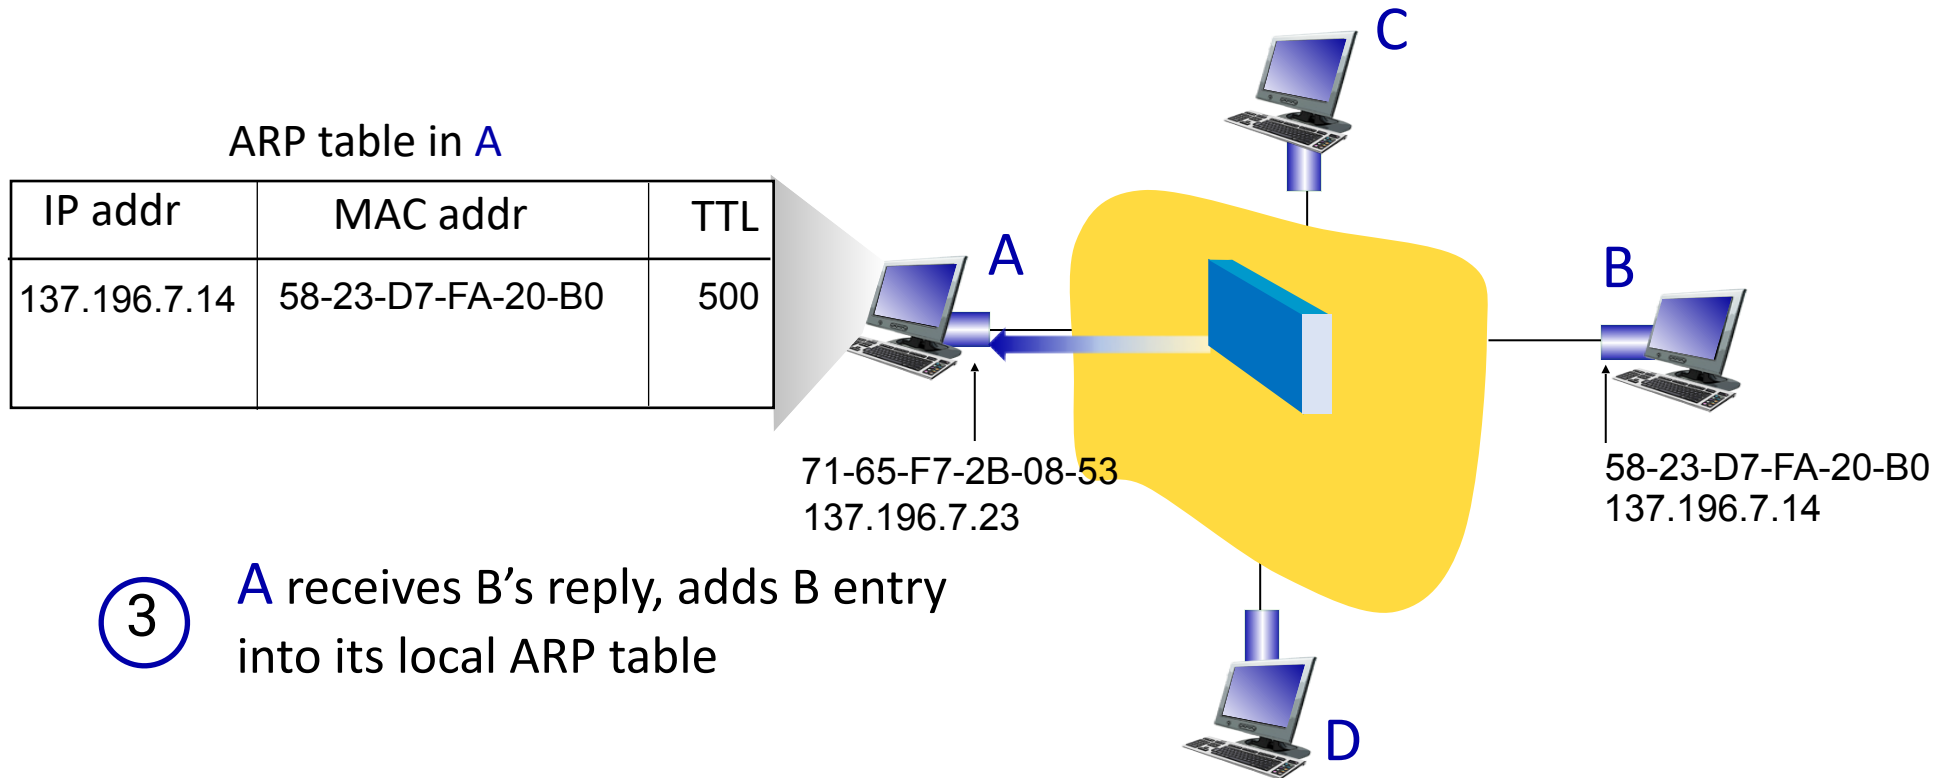 C
ARP table in A
IP addr MAC addr TTL
137.196.7.14 58-23-D7-FA-20-B0 500
A
B
71-65-F7-2B-08-53
137.196.7.23
58-23-D7-FA-20-B0
137.196.7.14
3
A receives B’s reply, adds B entry
into its local ARP table
D